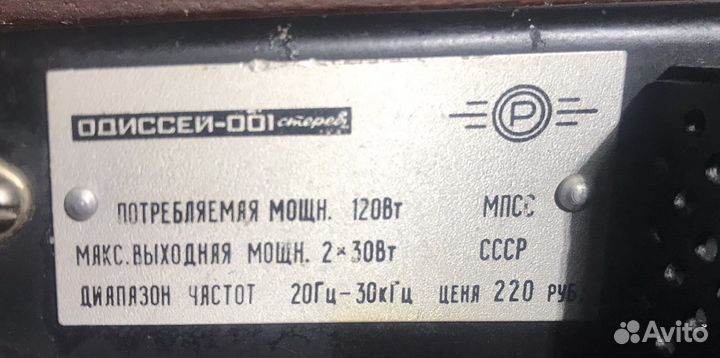 ОДИССЕЙ-001 стерео
Р
ПОТРЕБЛЯЕМАЯ МОЩН. 120Вт МПСС
МАКС. ВЫХОДНАЯ МОЩН. 2×30Вт СССР
ДИАПАЗОН ЧАСТОТ 20Гц-30кГц ЦЕНА 220 РУБ.
Avito